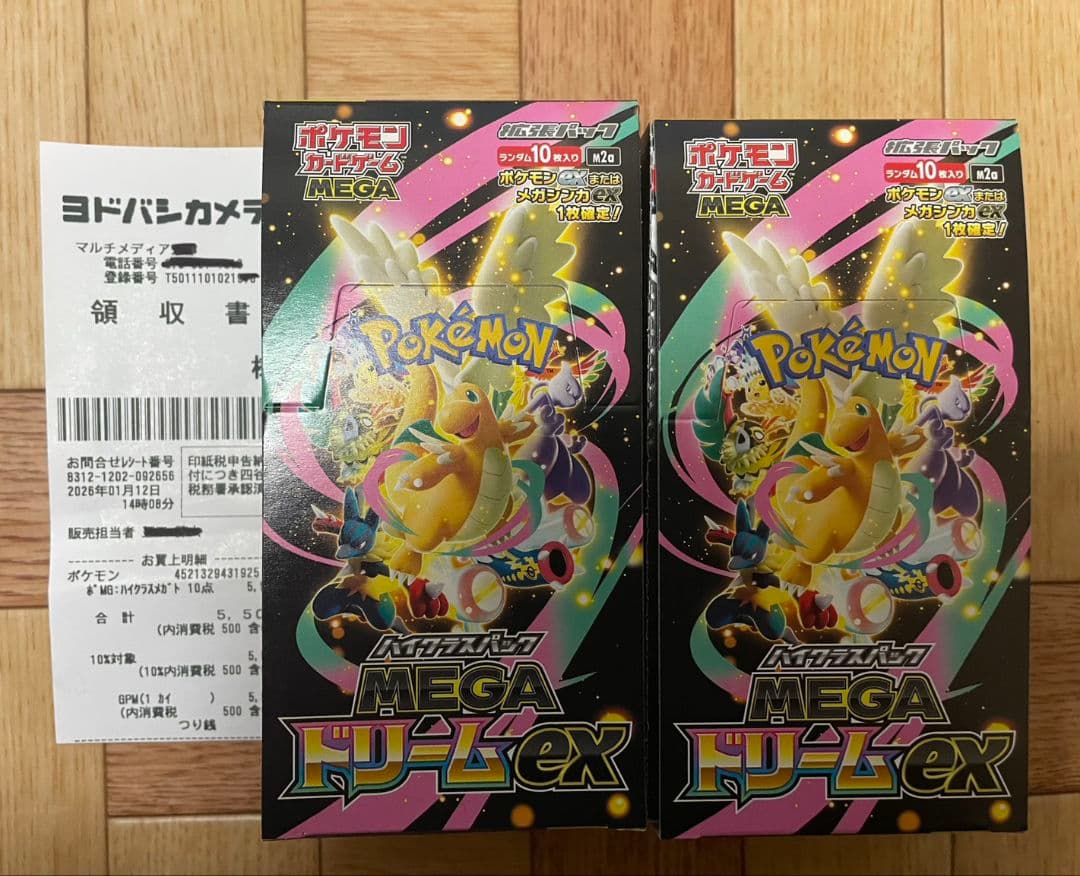 ヨドバシカメラ
マルチメディア
電話番号
登録番号 T5011101021
領 収 書
お問合せレシート番号
8312-1202-092656
2026年01月12日
14時08分
印紙税申告納
付につき四谷
税務署承認済
販売担当者
お買上明細
ポケモン 4521329431925
ポMG:ハイクラスメガド 10点 5,
合 計 5,50
(内消費税 500 含
10%対象 5,
(10%内消費税 500 含
GPM(1 カイ ) 5,
(内消費税 500 含
つり銭
ポケモン
カードゲーム
MEGA
拡張パック
ランダム10枚入り M2a
ポケモンexまたは
メガシンカex
1枚確定!
POKéMON
TM
ハイクラスパック
MEGA
ドリームex
ポケモン
カードゲーム
MEGA
拡張パック
ランダム10枚入り M2a
ポケモンexまたは
メガシンカex
1枚確定!
POKéMON
ハイクラスパック
MEGA
ドリームex